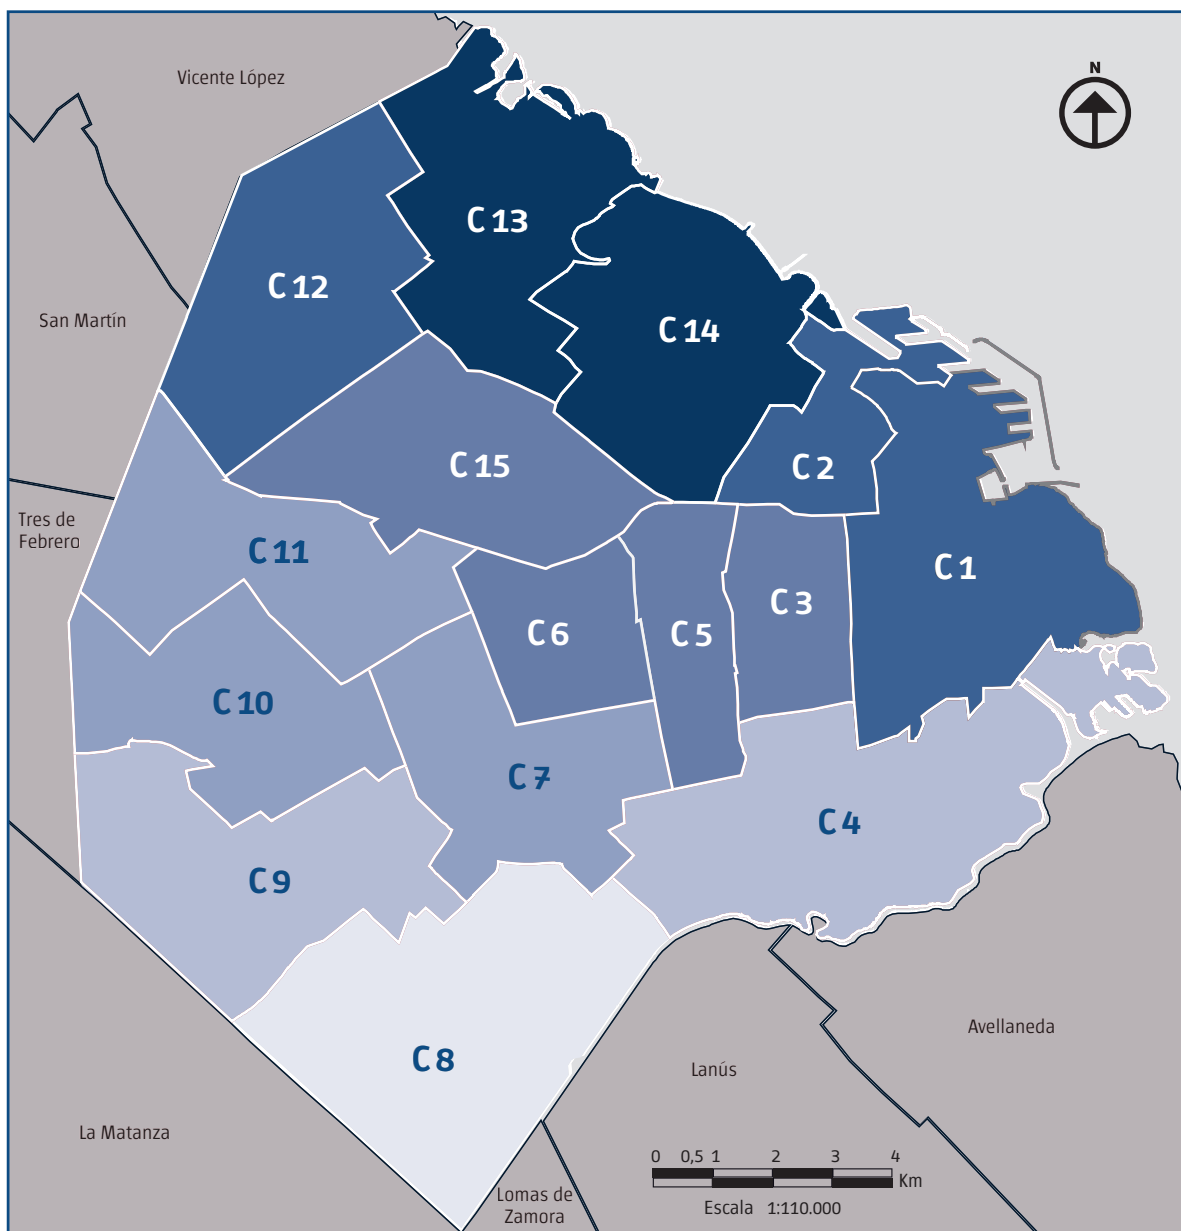 N
Vicente López
C 13
C 12
San Martín
C 14
C 15
C 2
Tres de
Febrero
C 11
C 1
C 3
C 6
C 5
C 10
C 7
C 4
C 9
Avellaneda
C 8
Lanús
La Matanza
0 0,5 1 2 3 4
Km
Lomas de
Zamora
Escala 1:110.000